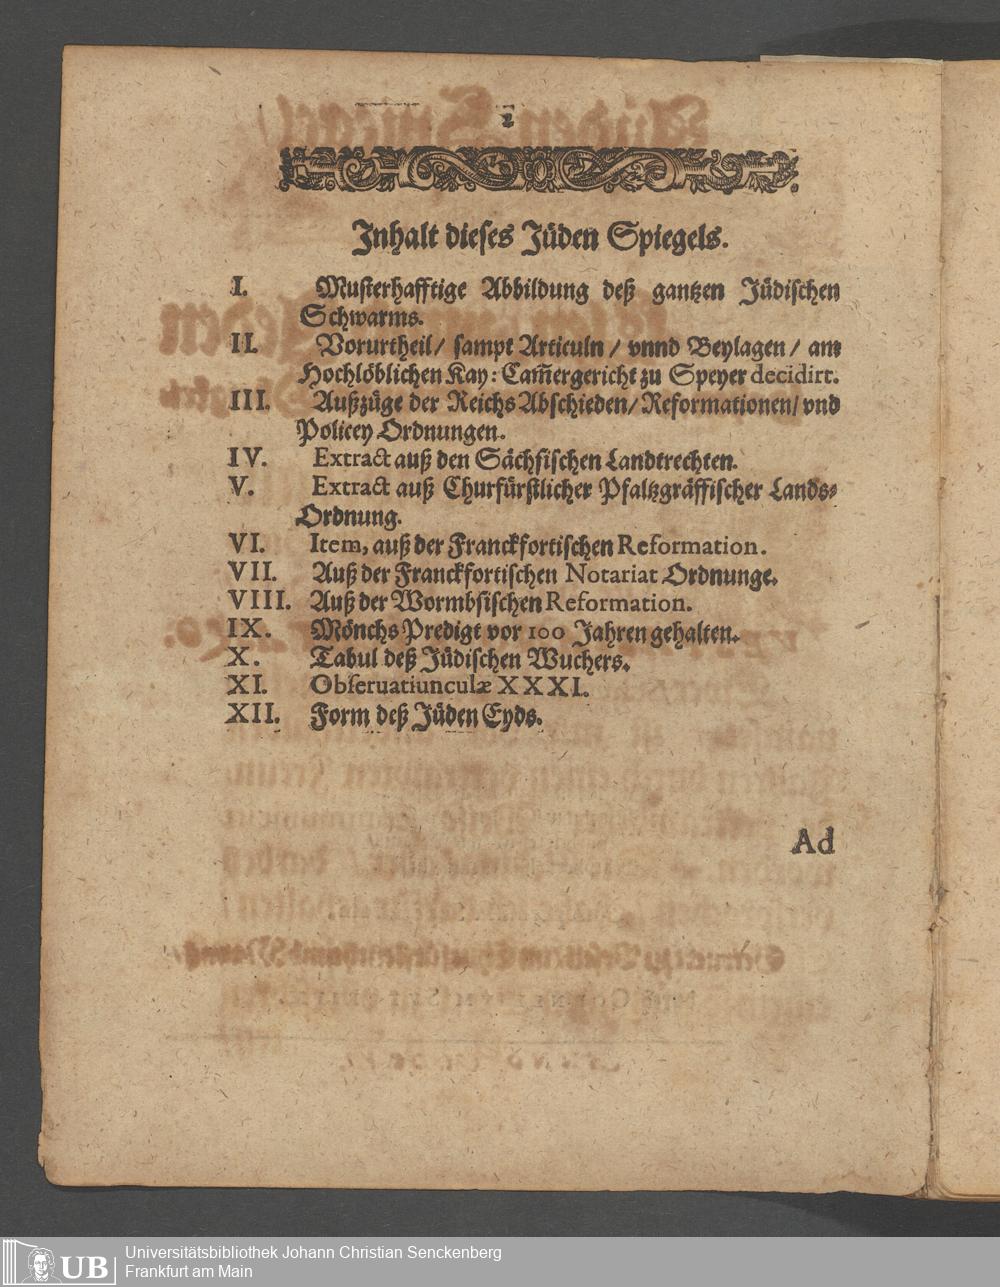 2
Inhalt dieses Jüden Spiegels.
I. Musterhafftige Abbildung deß gantzen Jüdischen
Schwarms.
II. Vorurtheil/ sampt Articuln / vnnd Beylagen / am
Hochlöblichen Kay: Cam̃ergericht zu Speyer decidirt.
III. Außzüge der Reichs Abschieden/ Reformationen/ vnd
Policey Ordnungen.
IV. Extract auß den Sächsischen Landtrechten.
V. Extract auß Churfürstlicher Pfaltzgräffischer Lands-
Ordnung.
VI. Item, auß der Franckfortischen Reformation.
VII. Auß der Franckfortischen Notariat Ordnunge.
VIII. Auß der Wormbsischen Reformation.
IX. Mönchs Predigt vor 100 Jahren gehalten.
X. Tabul deß Jüdischen Wuchers.
XI. Obseruatiunculæ XXXI.
XII. Form deß Jüden Eyds.
Ad
UB
Universitätsbibliothek Johann Christian Senckenberg
Frankfurt am Main